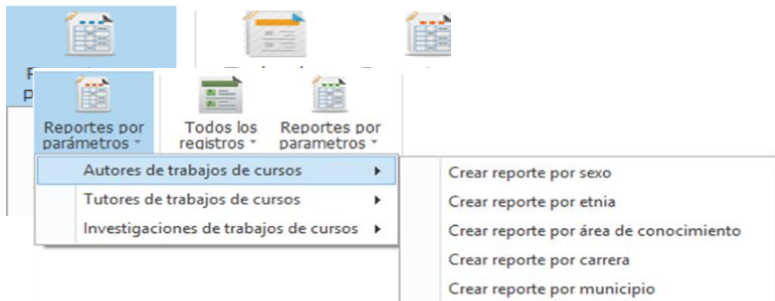 Reportes por
parámetros
Todos los
registros
Reportes por
parametros
Autores de trabajos de cursos
Tutores de trabajos de cursos
Investigaciones de trabajos de cursos
Crear reporte por sexo
Crear reporte por etnia
Crear reporte por área de conocimiento
Crear reporte por carrera
Crear reporte por municipio